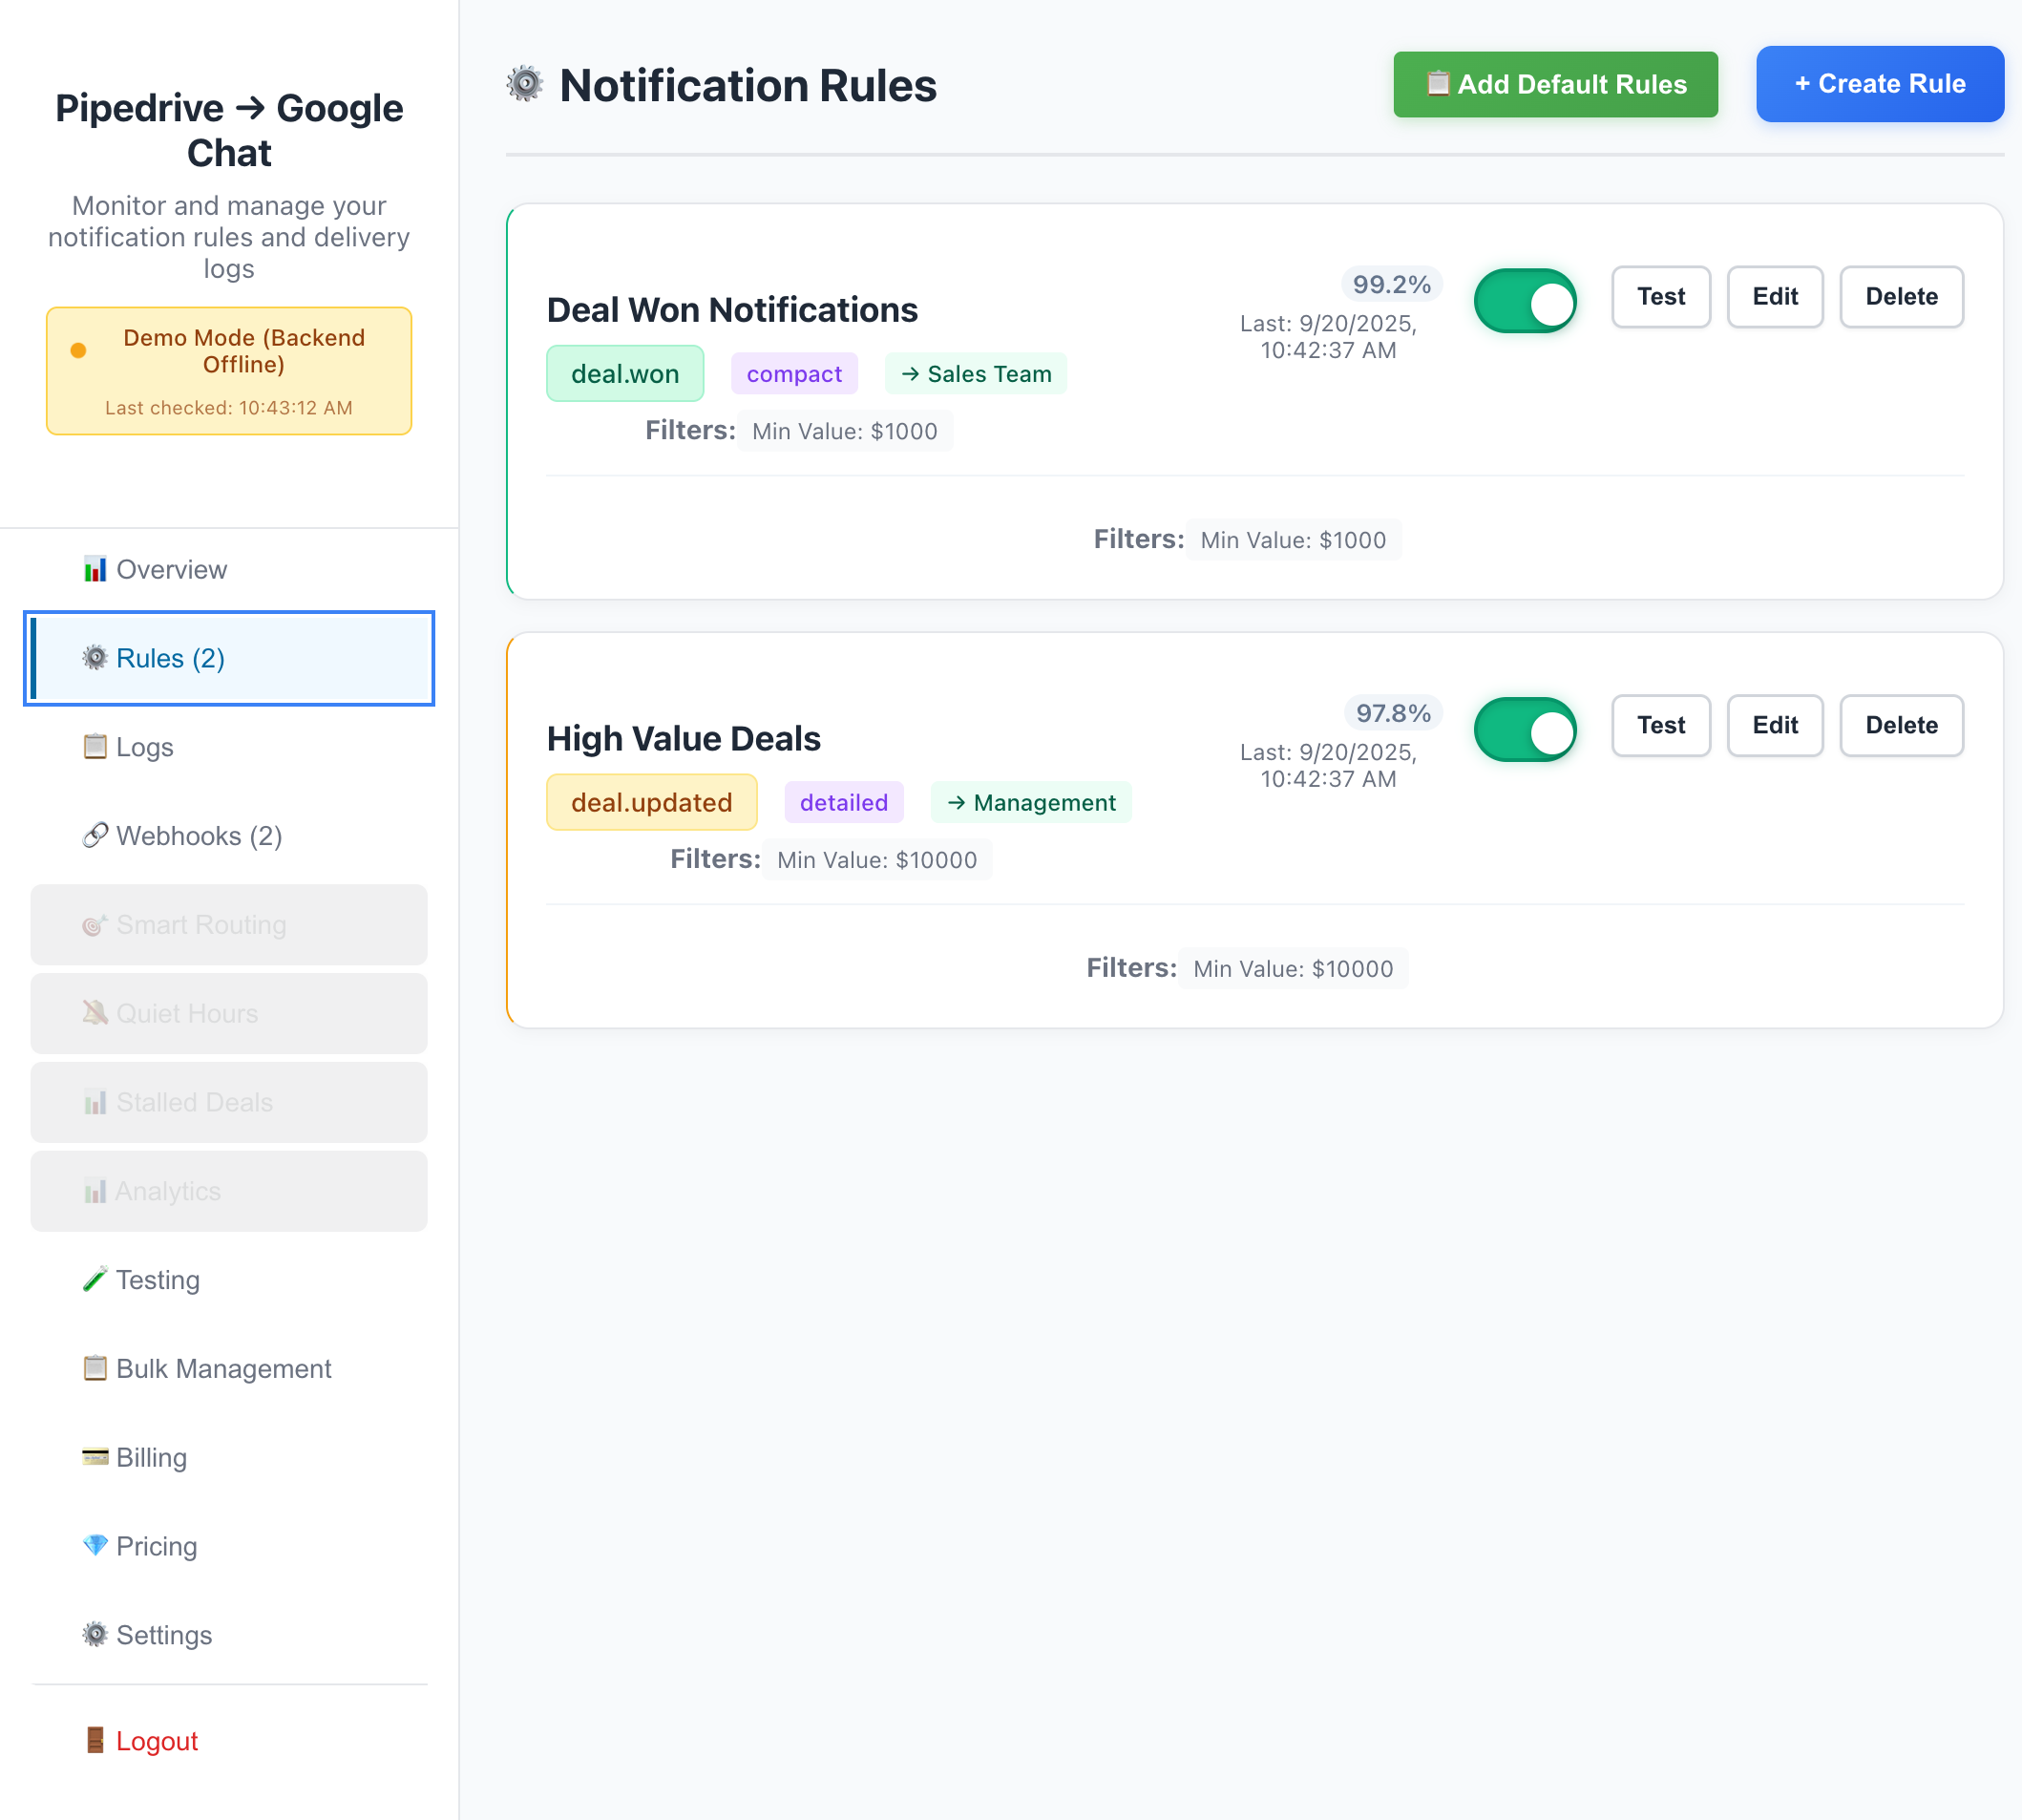 Pipedrive → Google
Chat
Monitor and manage your
notification rules and delivery
logs
Demo Mode (Backend
Offline)
Last checked: 10:43:12 AM
Overview
Rules (2)
Logs
Webhooks (2)
Smart Routing
Quiet Hours
Stalled Deals
Analytics
Testing
Bulk Management
Billing
Pricing
Settings
Logout
Notification Rules
Add Default Rules
+ Create Rule
Deal Won Notifications
deal.won
compact
→ Sales Team
Filters: Min Value: $1000
99.2%
Last: 9/20/2025,
10:42:37 AM
Test
Edit
Delete
Filters: Min Value: $1000
High Value Deals
deal.updated
detailed
→ Management
Filters: Min Value: $10000
97.8%
Last: 9/20/2025,
10:42:37 AM
Test
Edit
Delete
Filters: Min Value: $10000